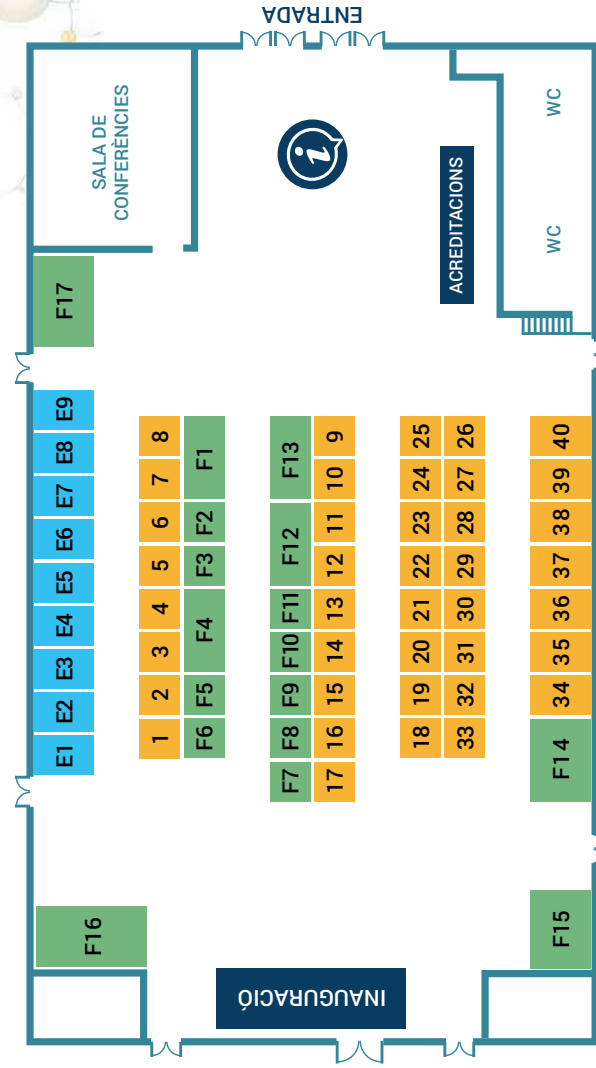 ENTRADA
SALA DE
CONFERÈNCIES
i
WC
WC
ACREDITACIONS
F17
E1 E2 E3 E4 E5 E6 E7 E8 E9
1 2 3 4 5 6 7 8
F6 F5 F4 F3 F2 F1
F7 F8 F9 F10 F11 F12 F13
17 16 15 14 13 12 11 10 9
18 19 20 21 22 23 24 25
33 32 31 30 29 28 27 26
F14 34 35 36 37 38 39 40
F16
F15
INAUGURACIÓ